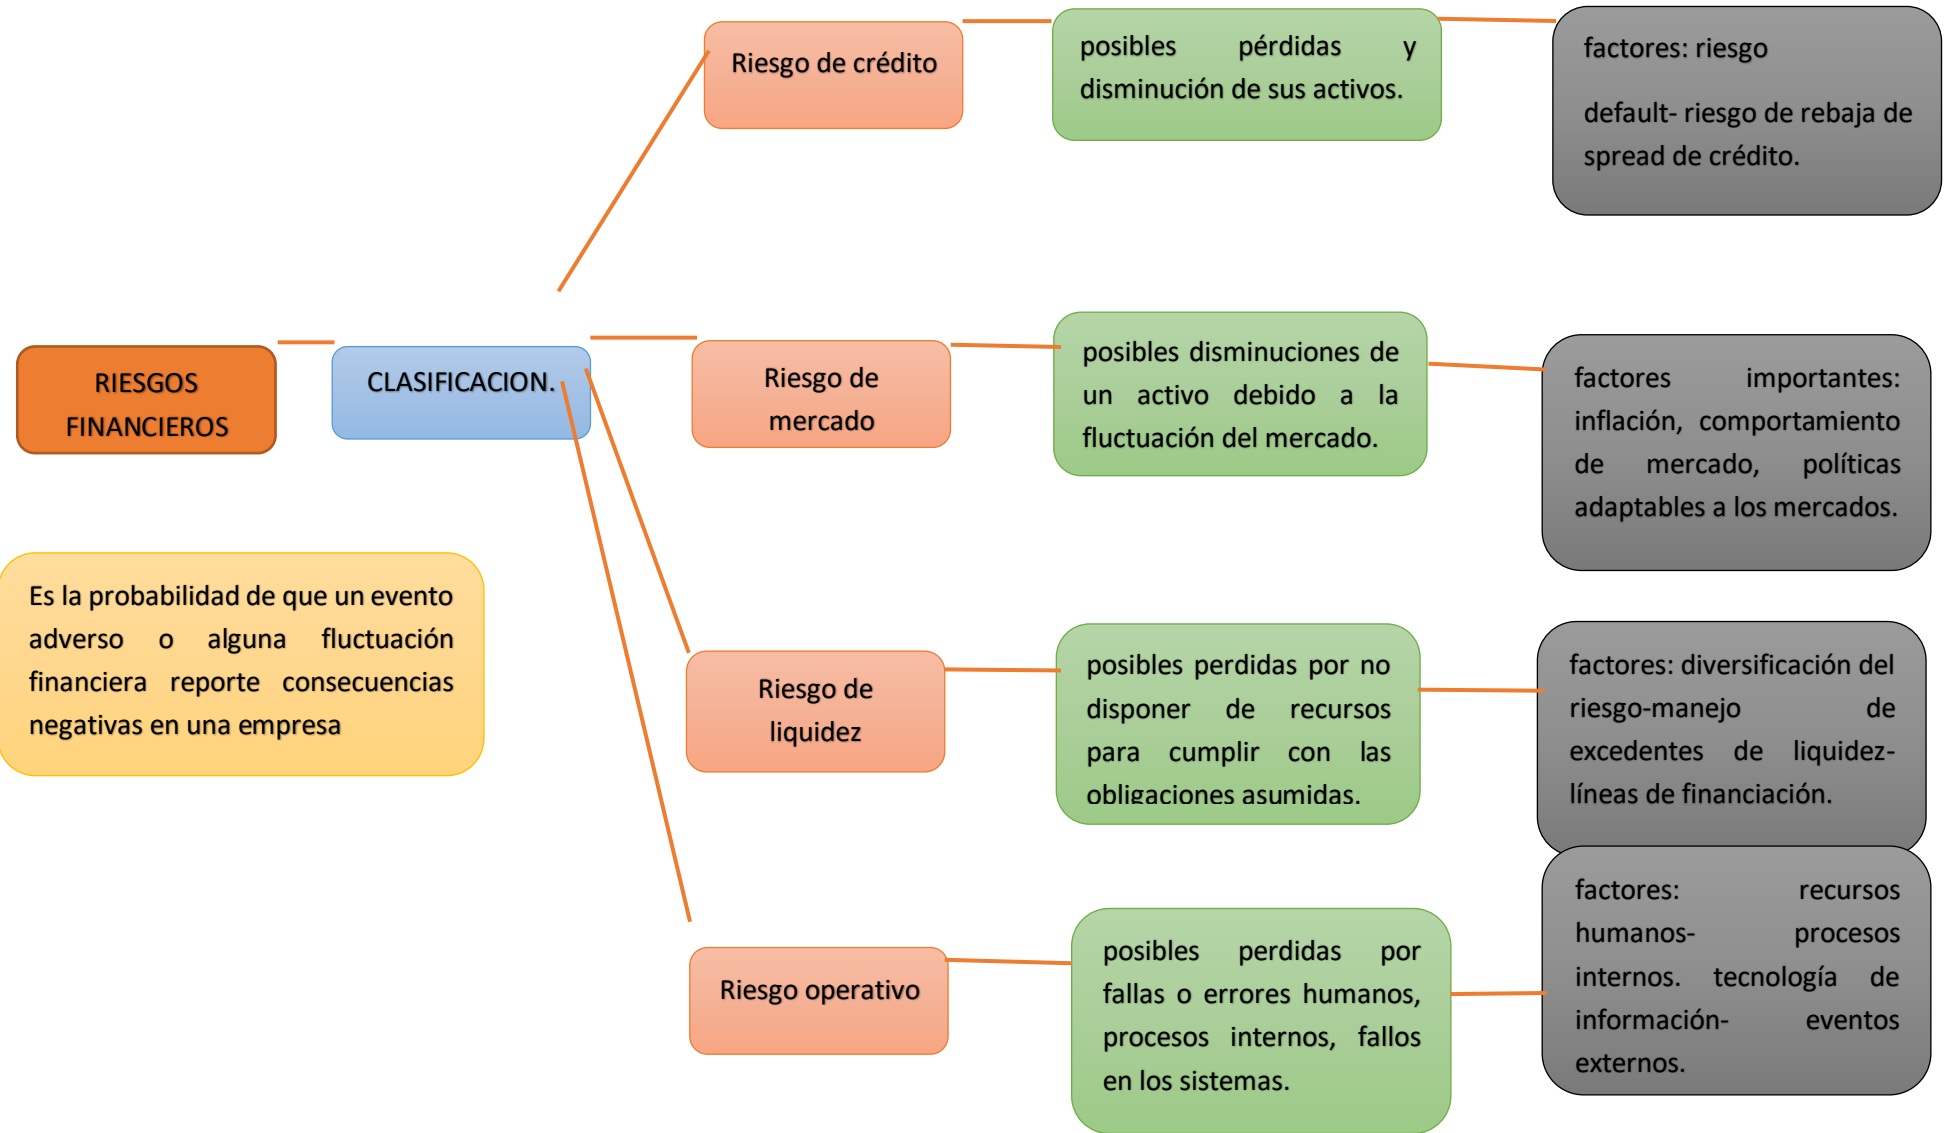 RIESGOS
FINANCIEROS
Es la probabilidad de que un evento
adverso o alguna fluctuación
financiera reporte consecuencias
negativas en una empresa
CLASIFICACION.
Riesgo de crédito
posibles pérdidas y
disminución de sus activos.
factores: riesgo
default- riesgo de rebaja de
spread de crédito.
Riesgo de
mercado
posibles disminuciones de
un activo debido a la
fluctuación del mercado.
factores importantes:
inflación, comportamiento
de mercado, políticas
adaptables a los mercados.
Riesgo de
liquidez
posibles perdidas por no
disponer de recursos
para cumplir con las
obligaciones asumidas.
factores: diversificación del
riesgo-manejo de
excedentes de liquidez-
líneas de financiación.
Riesgo operativo
posibles perdidas por
fallas o errores humanos,
procesos internos, fallos
en los sistemas.
factores: recursos
humanos- procesos
internos. tecnología de
información- eventos
externos.